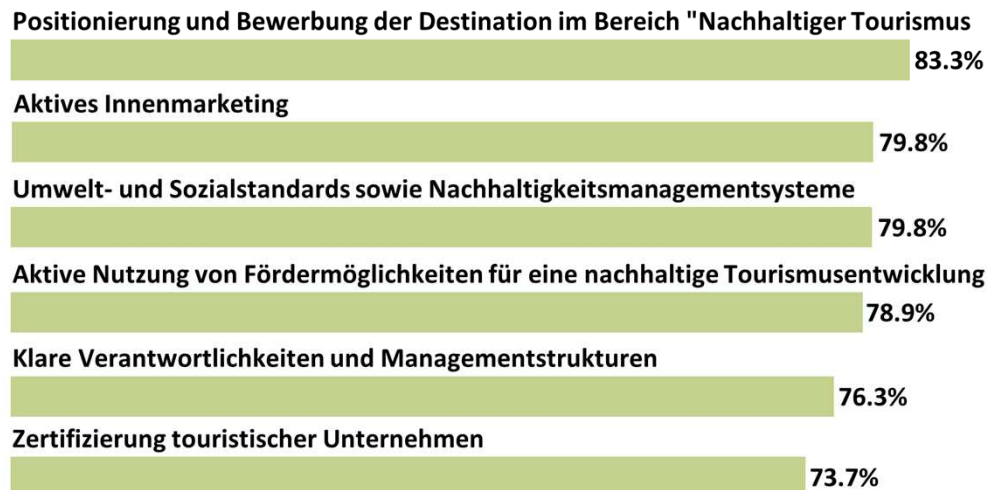 Positionierung und Bewerbung der Destination im Bereich "Nachhaltiger Tourismus
83.3%
Aktives Innenmarketing
79.8%
Umwelt- und Sozialstandards sowie Nachhaltigkeitsmanagementsysteme
79.8%
Aktive Nutzung von Fördermöglichkeiten für eine nachhaltige Tourismusentwicklung
78.9%
Klare Verantwortlichkeiten und Managementstrukturen
76.3%
Zertifizierung touristischer Unternehmen
73.7%